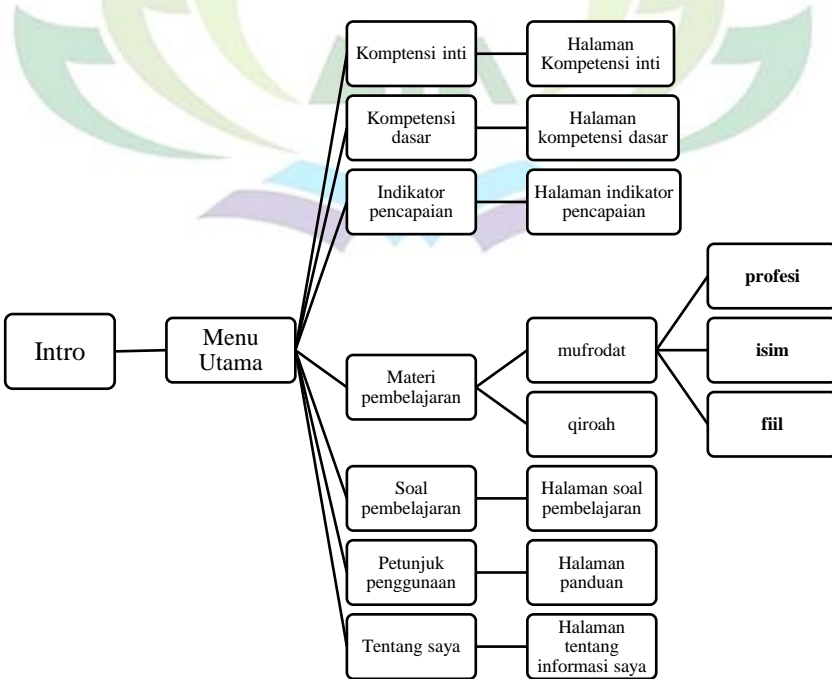 Intro
Menu
Utama
Komptensi inti
Halaman
Kompetensi inti
Kompetensi
dasar
Halaman
kompetensi dasar
Indikator
pencapaian
Halaman indikator
pencapaian
Materi
pembelajaran
mufrodat
profesi
isim
fiil
qiroah
Soal
pembelajaran
Halaman soal
pembelajaran
Petunjuk
penggunaan
Halaman
panduan
Tentang saya
Halaman
tentang
informasi saya